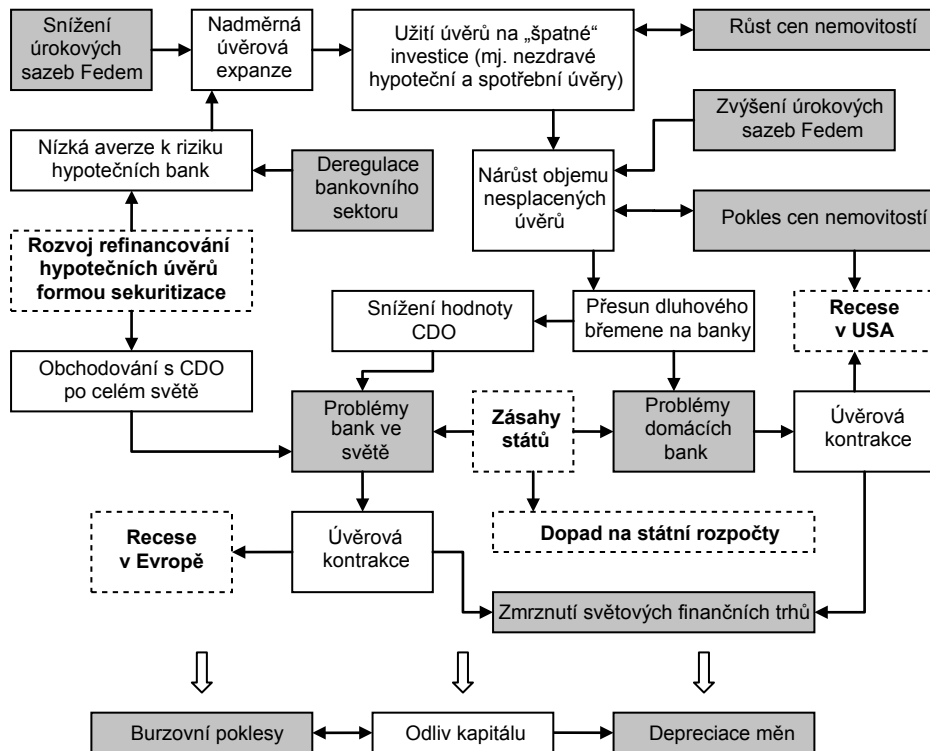 Snížení
úrokových
sazeb Fedem
Nadměrná
úvěrová
expanze
Užití úvěrů na „špatné“
investice (mj. nezdravé
hypoteční a spotřební úvěry)
Růst cen nemovitostí
Zvýšení úrokových
sazeb Fedem
Nízká averze k riziku
hypotečních bank
Deregulace
bankovního
sektoru
Nárůst objemu
nesplacených
úvěrů
Pokles cen nemovitostí
Rozvoj refinancování
hypotečních úvěrů
formou sekuritizace
Snížení hodnoty
CDO
Přesun dluhového
břemene na banky
Recese
v USA
Obchodování s CDO
po celém světě
Problémy
bank ve
světě
Zásahy
států
Problémy
domácích
bank
Úvěrová
kontrakce
Recese
v Evropě
Úvěrová
kontrakce
Dopad na státní rozpočty
Zmrznutí světových finančních trhů
Burzovní poklesy
Odliv kapitálu
Depreciace měn